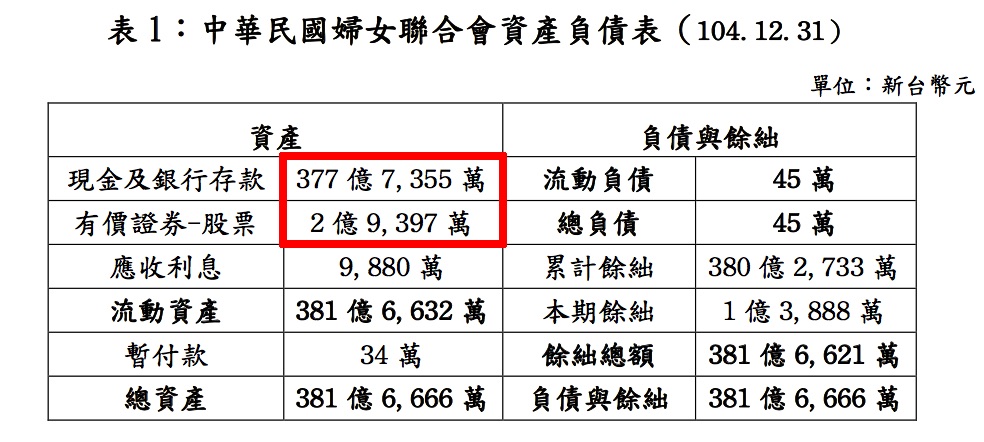 表1：中華民國婦女聯合會資產負債表（104.12.31）
單位：新台幣元
資產 負債與餘絀
現金及銀行存款 377 億 7,355 萬 流動負債 45 萬
有價證券-股票 2 億 9,397 萬 總負債 45 萬
應收利息 9,880 萬 累計餘絀 380 億 2,733 萬
流動資產 381 億 6,632 萬 本期餘絀 1 億 3,888 萬
暫付款 34 萬 餘絀總額 381 億 6,621 萬
總資產 381 億 6,666 萬 負債與餘絀 381 億 6,666 萬